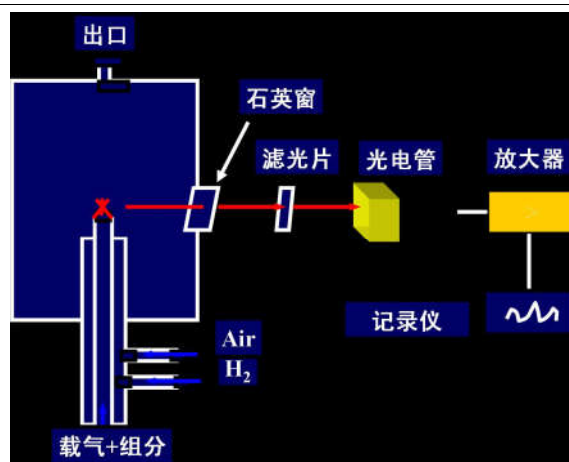 出口
石英窗
滤光片
光电管
放大器
记录仪
Air
H₂
载气+组分